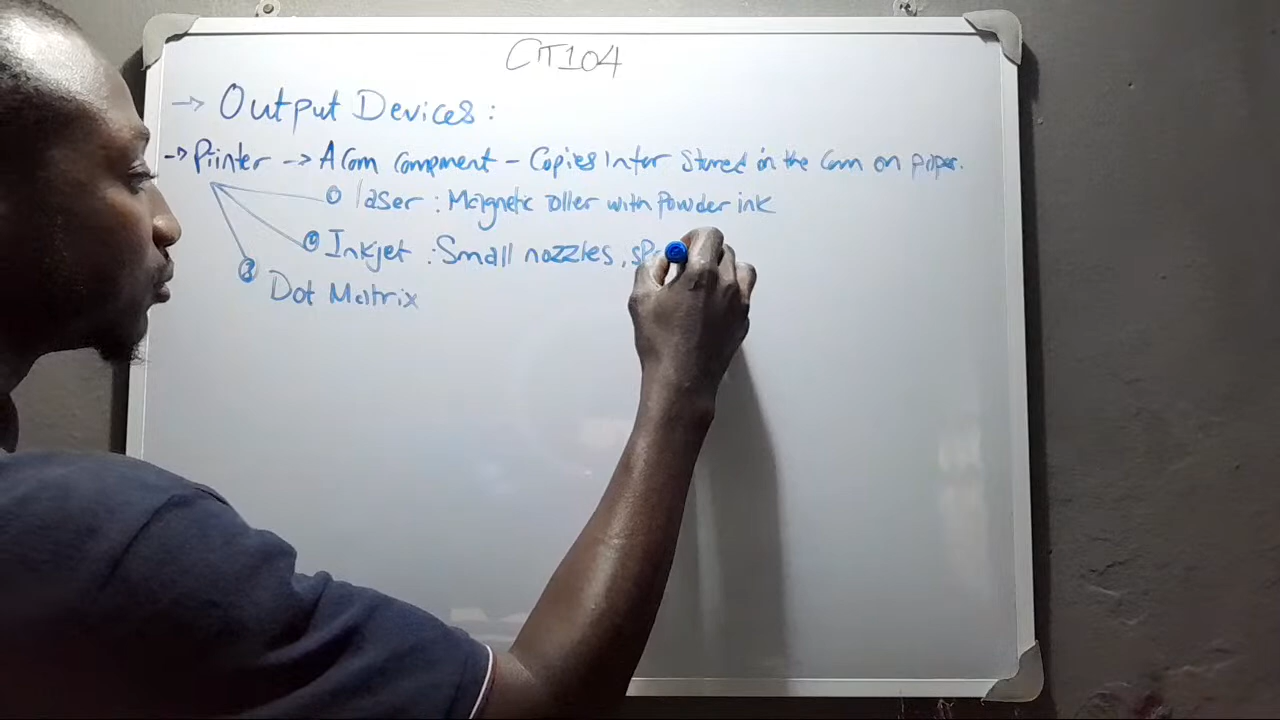 CIT104
→ Output Devices:
→ Printer → A Com Component - Copies Infor Stored in the Com on paper.
① laser : Magnetic roller with Powder ink
② Inkjet : Small nozzles, sp
③ Dot Matrix